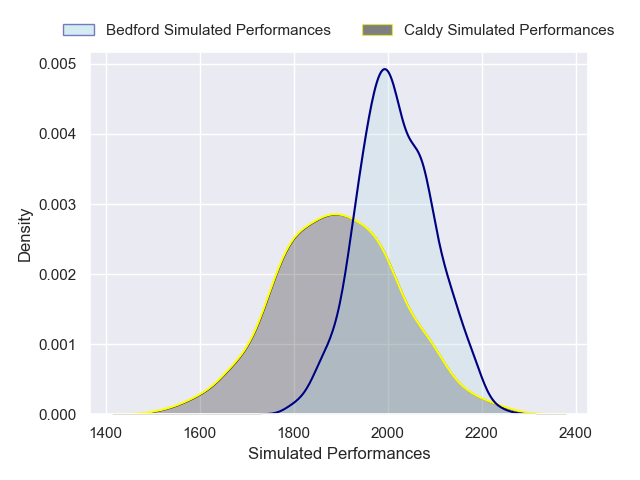 Bedford Simulated Performances Caldy Simulated Performances
0.005
0.004
0.003
0.002
0.001
0.000
Density
1400 1600 1800 2000 2200 2400
Simulated Performances